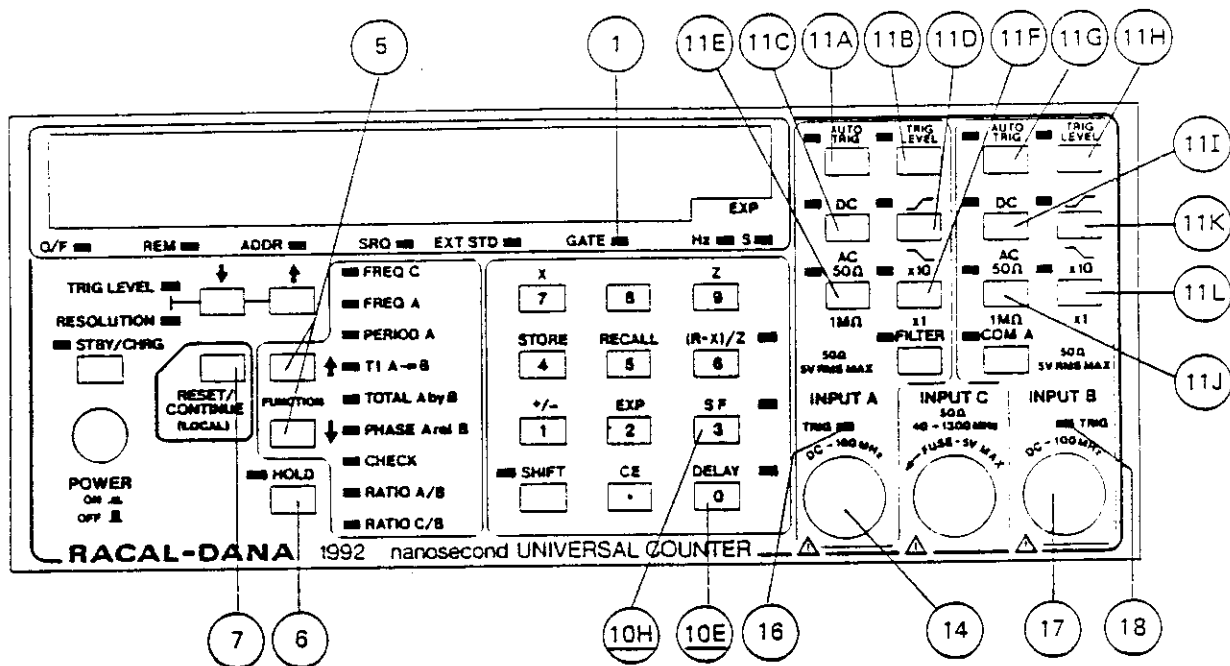 5 1 11E 11C 11A 11B 11D 11F 11G 11H
AUTO TRIG TRIG LEVEL AUTO TRIG TRIG LEVEL
11I
DC DC
EXP
11K
O/F REM ADDR SRQ EXT STD GATE Hz S
AC 50Ω x10 AC 50Ω x10
11L
1MΩ x1 1MΩ x1
TRIG LEVEL
RESOLUTION
STBY/CHRG
FREQ C
FREQ A
PERIOD A
T1 A→B
TOTAL A by B
PHASE A rel B
CHECK
RATIO A/B
RATIO C/B
X Z
7 8 9
STORE RECALL (R-X)/Z
4 5 6
+/- EXP SF
1 2 3
SHIFT CE DELAY
. 0
FILTER COM A
50Ω 5V RMS MAX
50Ω 5V RMS MAX
11J
RESET/
CONTINUE
(LOCAL)
FUNCTION
HOLD
POWER
ON
OFF
INPUT A INPUT C INPUT B
50Ω
40-1300MHz
TRIG TRIG
DC-100MHz FUSE-5V MAX DC-100MHz
RACAL-DANA 1992 nanosecond UNIVERSAL COUNTER
7 6 10H 10E 16 14 17 18